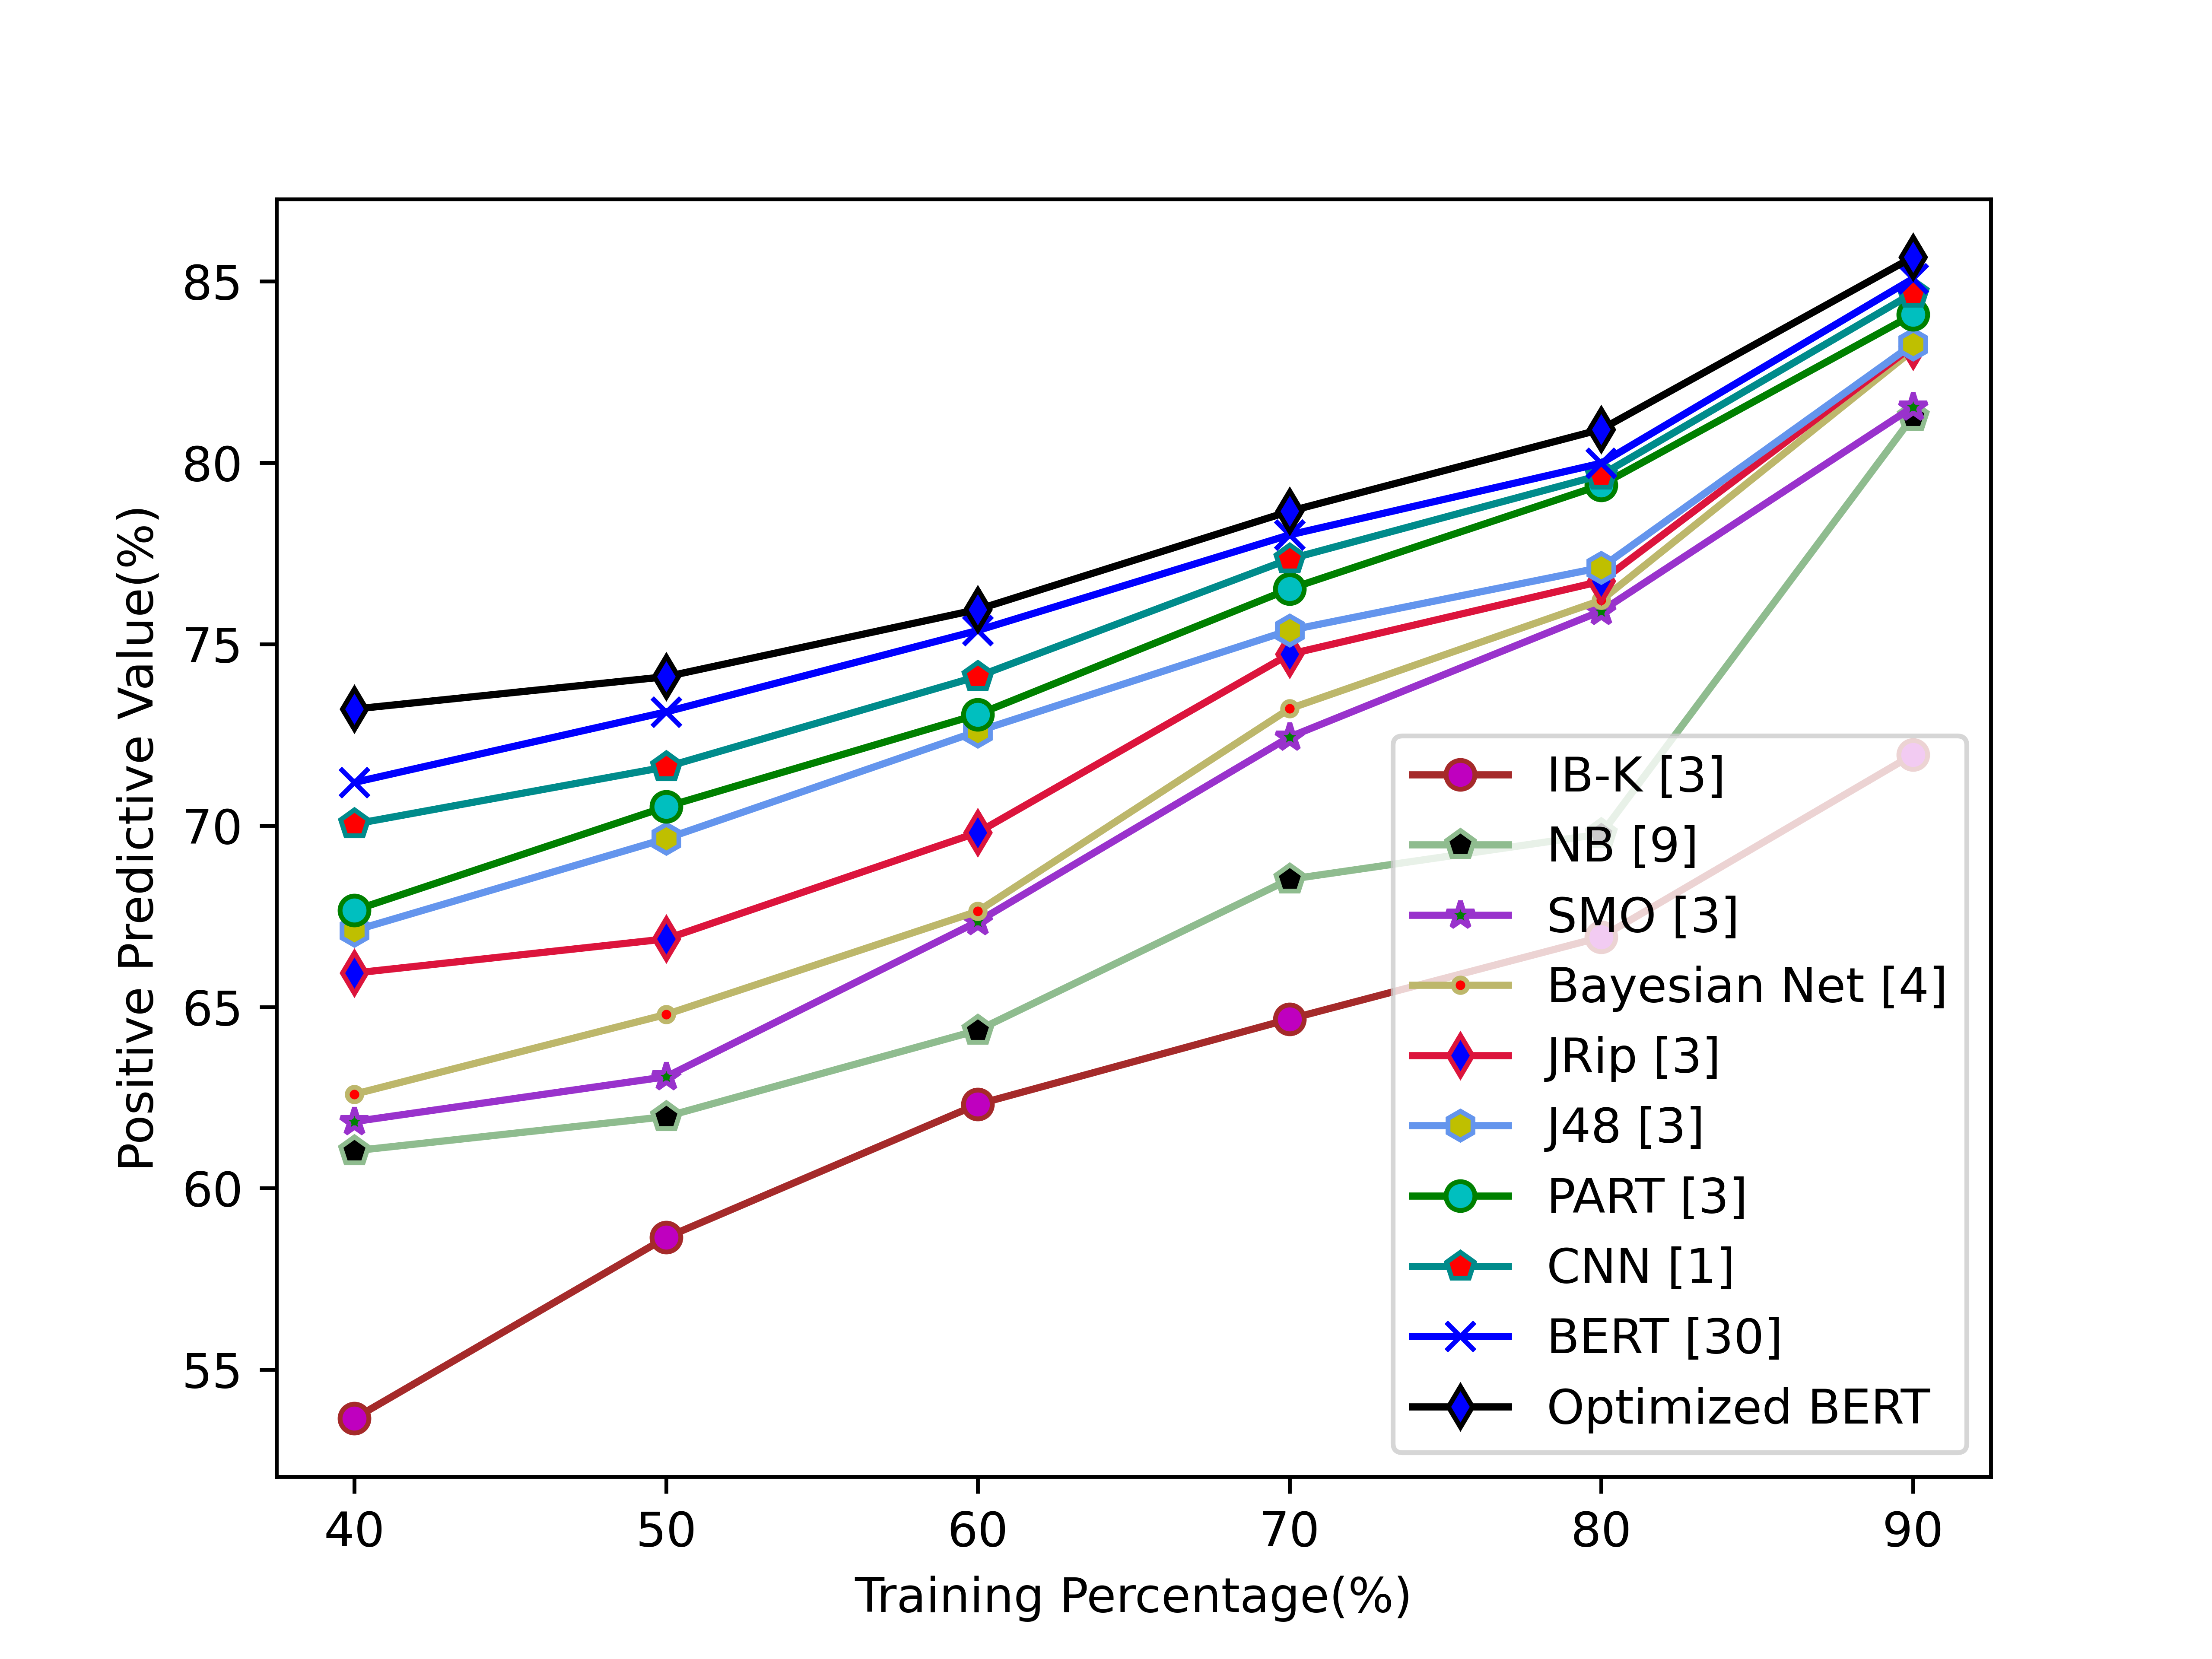 85
80
75
70
65
60
55
Positive Predictive Value(%)
IB-K [3]
NB [9]
SMO [3]
Bayesian Net [4]
JRip [3]
J48 [3]
PART [3]
CNN [1]
BERT [30]
Optimized BERT
40 50 60 70 80 90
Training Percentage(%)